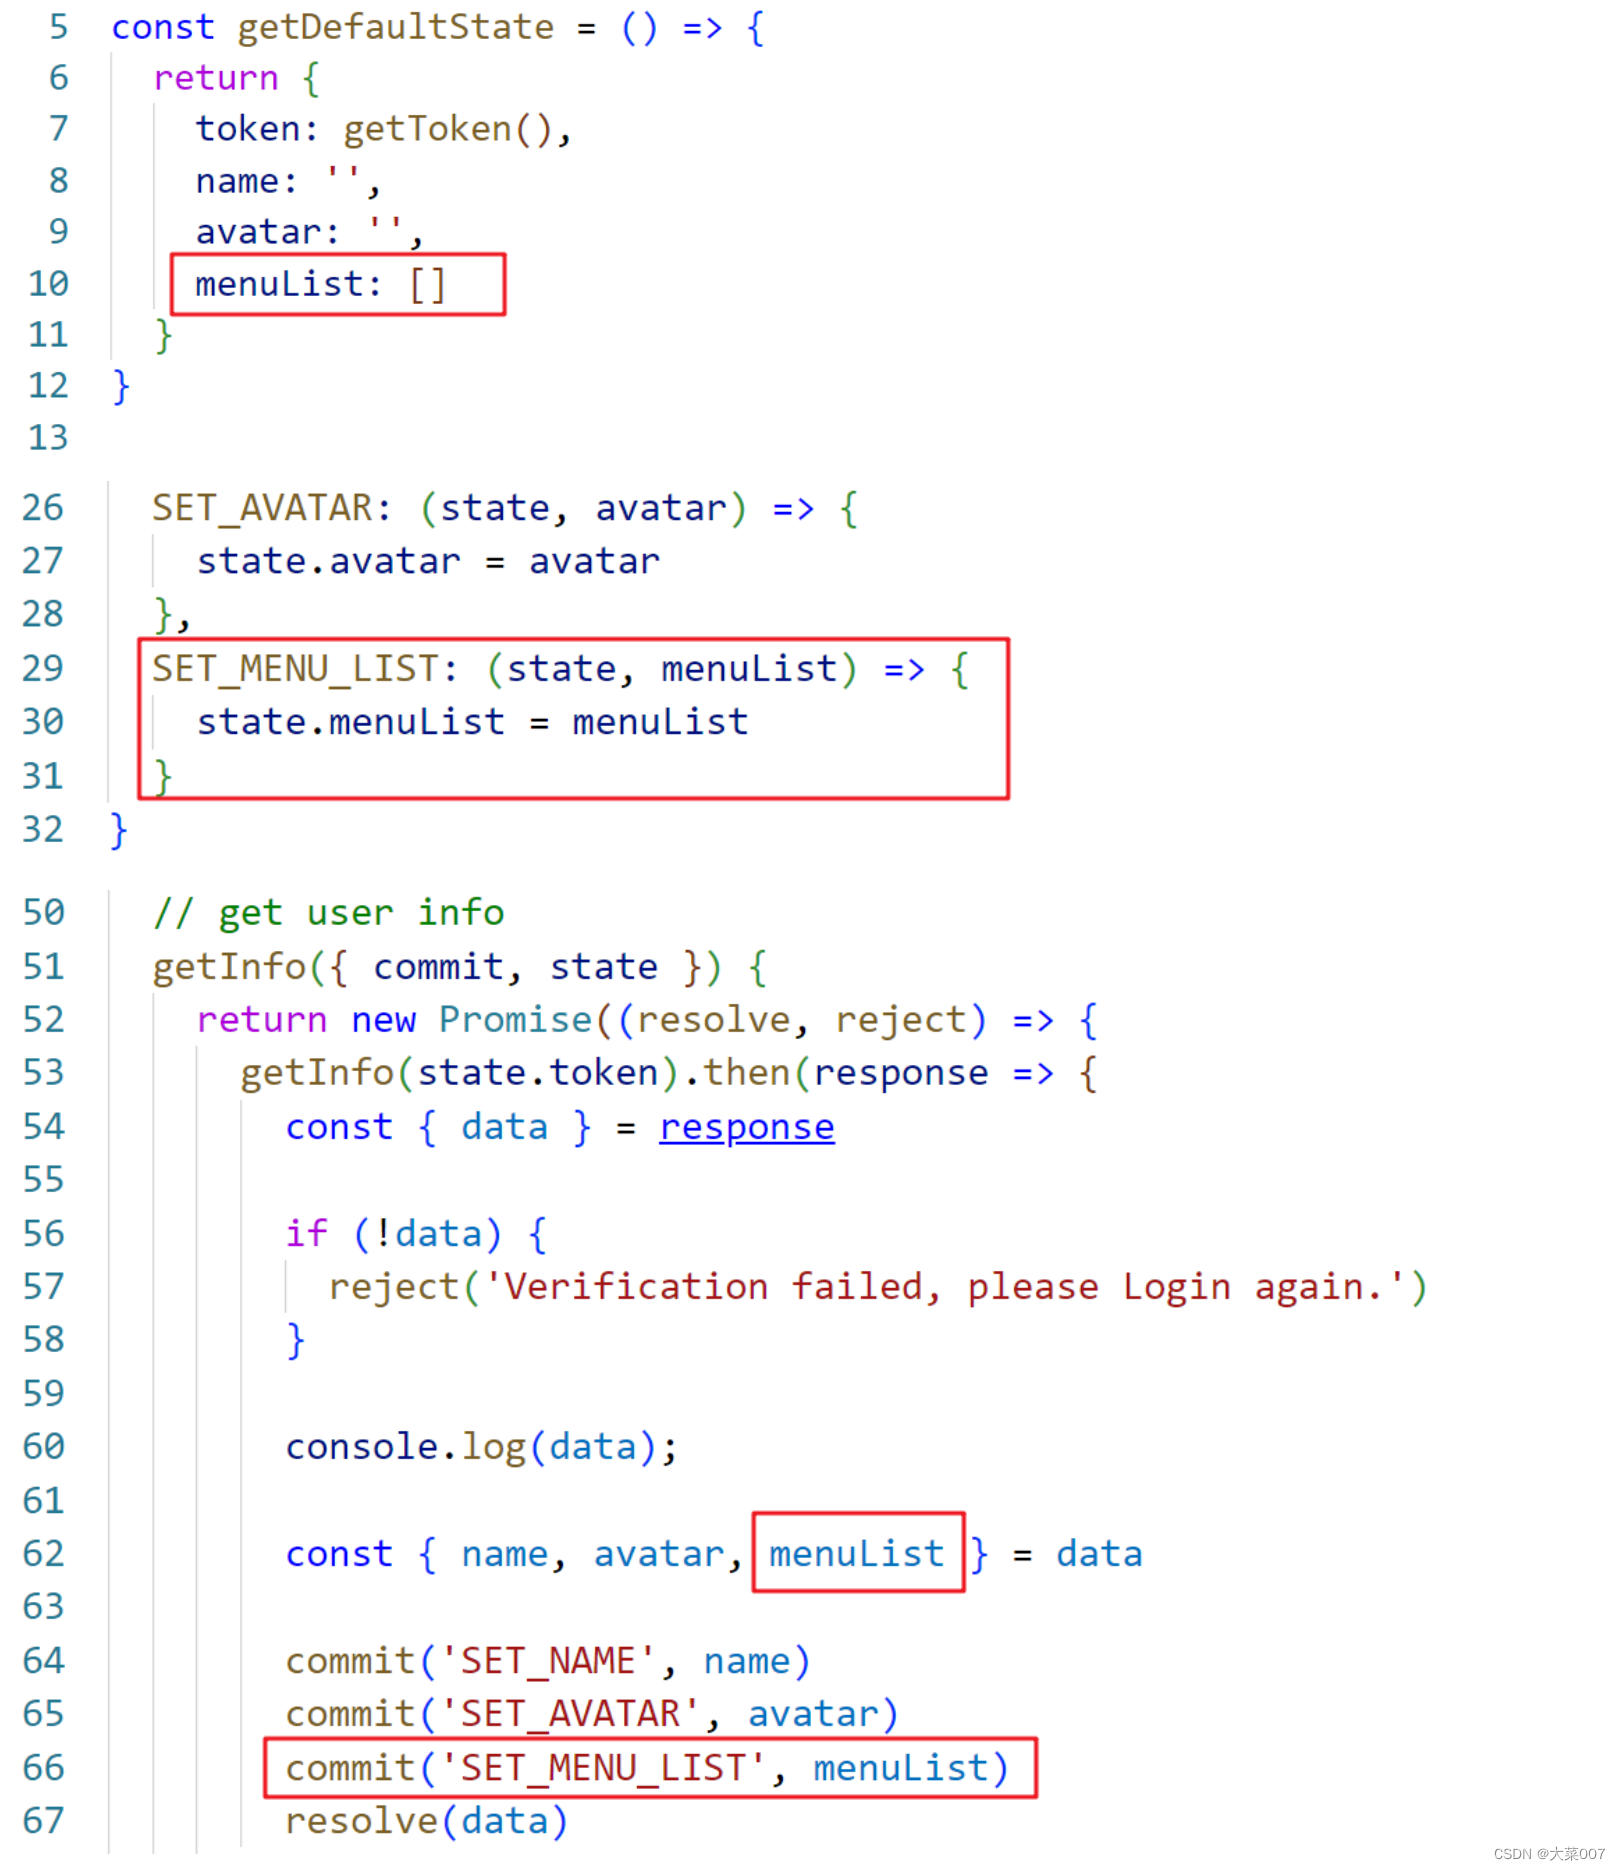 5 const getDefaultState = () => {
6 return {
7 token: getToken(),
8 name: '',
9 avatar: '',
10 menuList: []
11 }
12 }
13
26 SET_AVATAR: (state, avatar) => {
27 state.avatar = avatar
28 },
29 SET_MENU_LIST: (state, menuList) => {
30 state.menuList = menuList
31 }
32 }
50 // get user info
51 getInfo({ commit, state }) {
52 return new Promise((resolve, reject) => {
53 getInfo(state.token).then(response => {
54 const { data } = response
55
56 if (!data) {
57 reject('Verification failed, please Login again.')
58 }
59
60 console.log(data);
61
62 const { name, avatar, menuList } = data
63
64 commit('SET_NAME', name)
65 commit('SET_AVATAR', avatar)
66 commit('SET_MENU_LIST', menuList)
67 resolve(data)
CSDN @大菜007